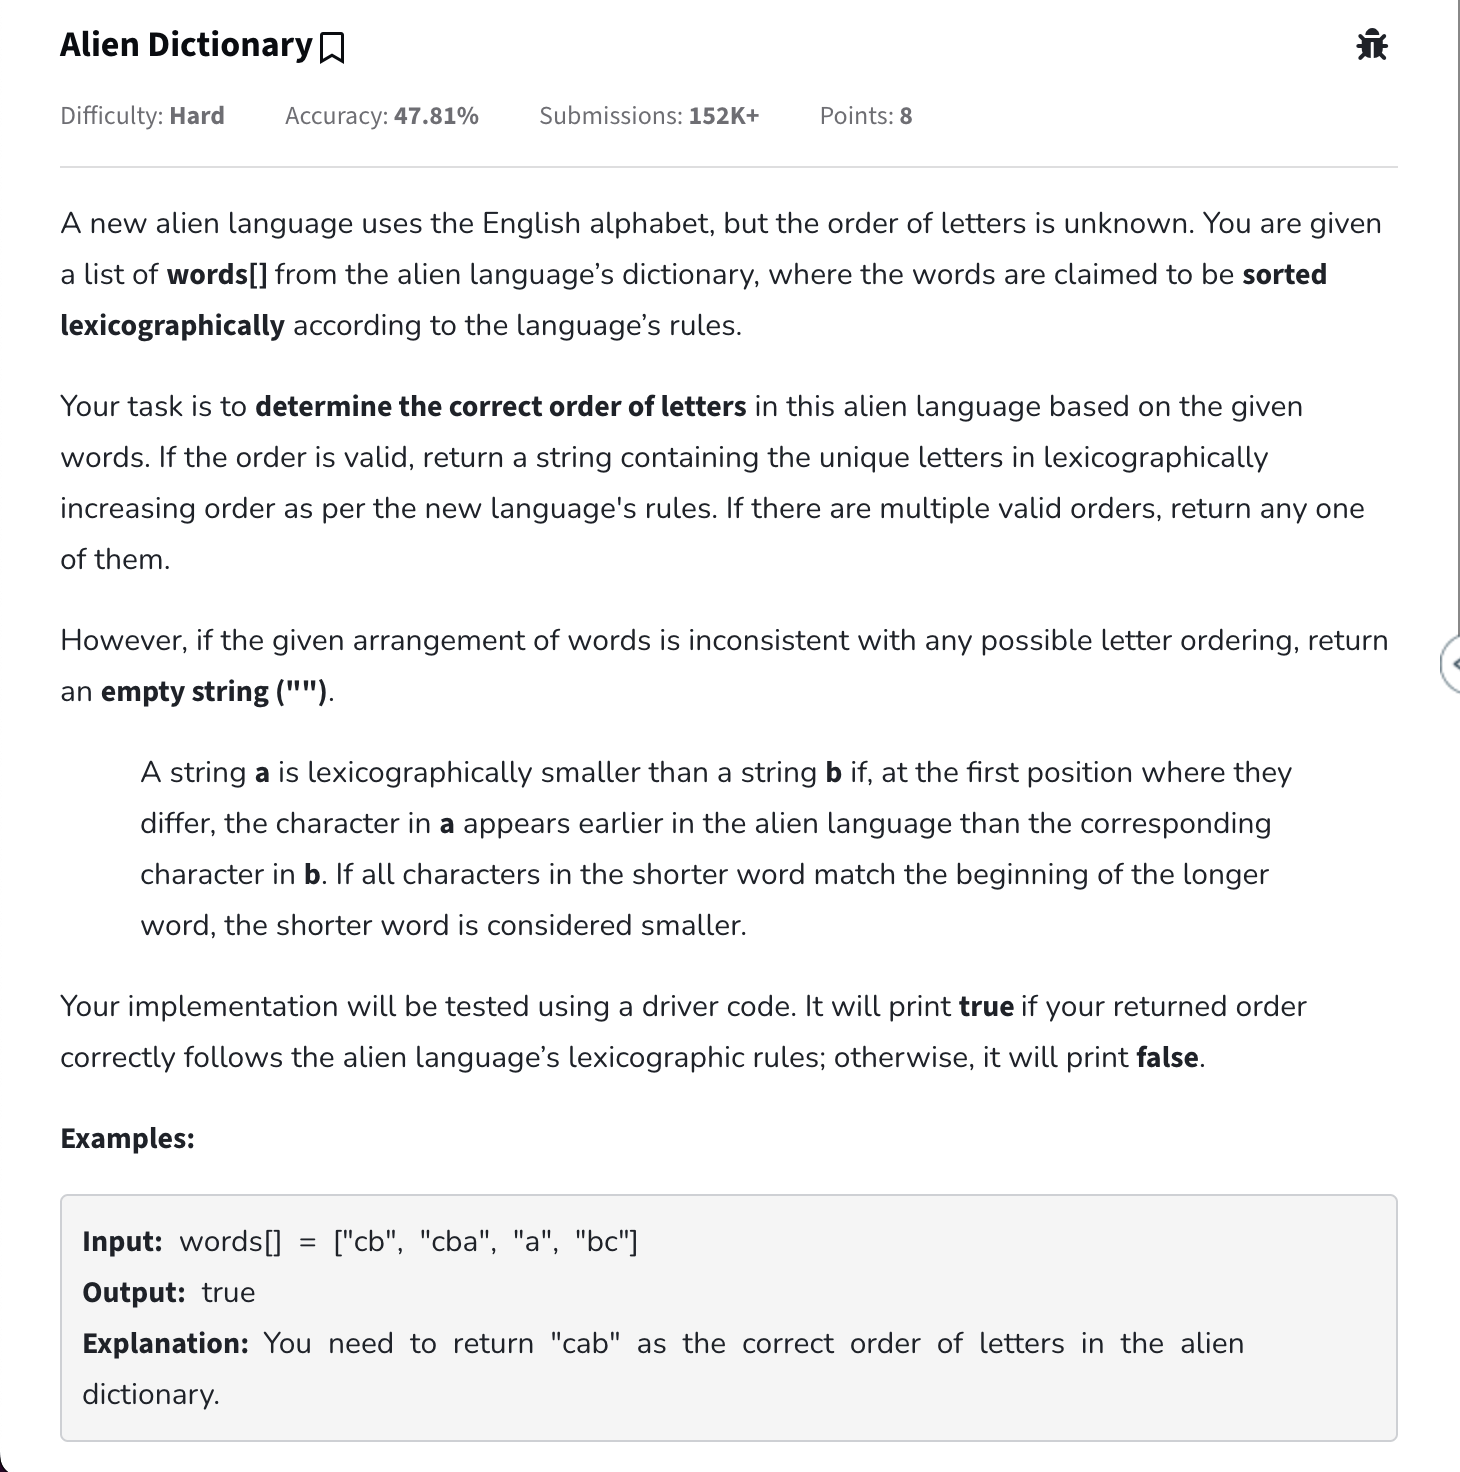 Alien Dictionary
Difficulty: Hard Accuracy: 47.81% Submissions: 152K+ Points: 8
A new alien language uses the English alphabet, but the order of letters is unknown. You are given
a list of words[] from the alien language’s dictionary, where the words are claimed to be sorted
lexicographically according to the language’s rules.
Your task is to determine the correct order of letters in this alien language based on the given
words. If the order is valid, return a string containing the unique letters in lexicographically
increasing order as per the new language's rules. If there are multiple valid orders, return any one
of them.
However, if the given arrangement of words is inconsistent with any possible letter ordering, return
an empty string ("").
A string a is lexicographically smaller than a string b if, at the first position where they
differ, the character in a appears earlier in the alien language than the corresponding
character in b. If all characters in the shorter word match the beginning of the longer
word, the shorter word is considered smaller.
Your implementation will be tested using a driver code. It will print true if your returned order
correctly follows the alien language’s lexicographic rules; otherwise, it will print false.
Examples:
Input: words[] = ["cb", "cba", "a", "bc"]
Output: true
Explanation: You need to return "cab" as the correct order of letters in the alien
dictionary.